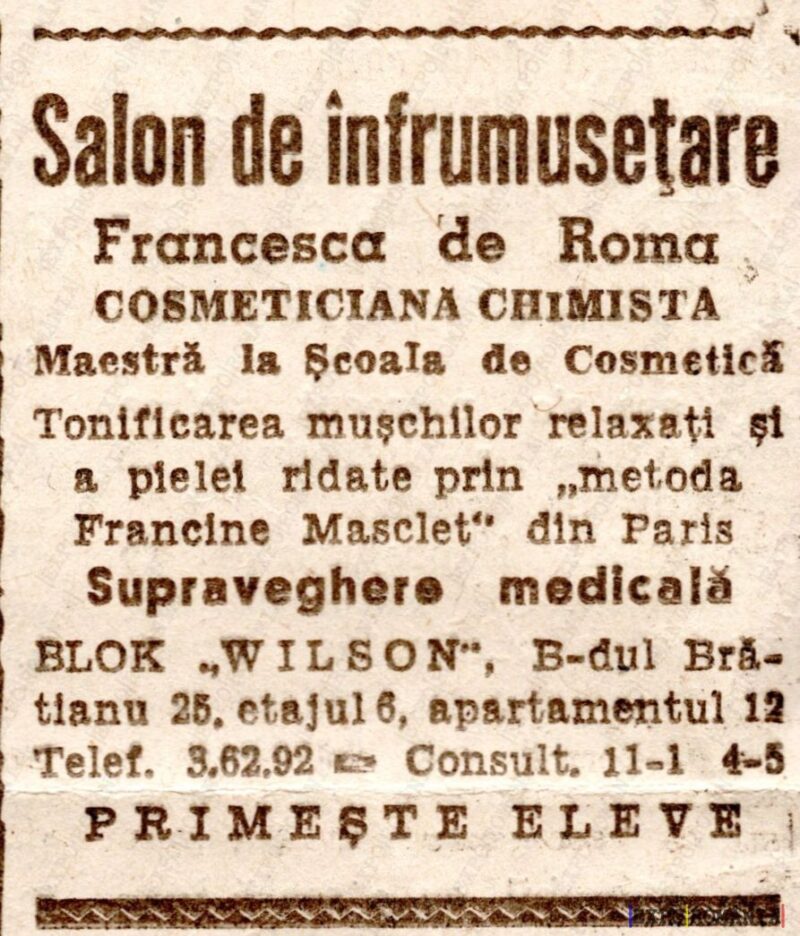 Salon de înfrumusețare
Francesca de Roma
COSMETICIANĂ CHIMISTA
Maestră la Școala de Cosmetică
Tonificarea mușchilor relaxați și
a pielei ridate prin „metoda
Francine Masclet“ din Paris
Supraveghere medicală
BLOK „WILSON“, B-dul Bră-
tianu 25, etajul 6, apartamentul 12
Telef. 3.62.92 Consult. 11-1 4-5
PRIMEȘTE ELEVE